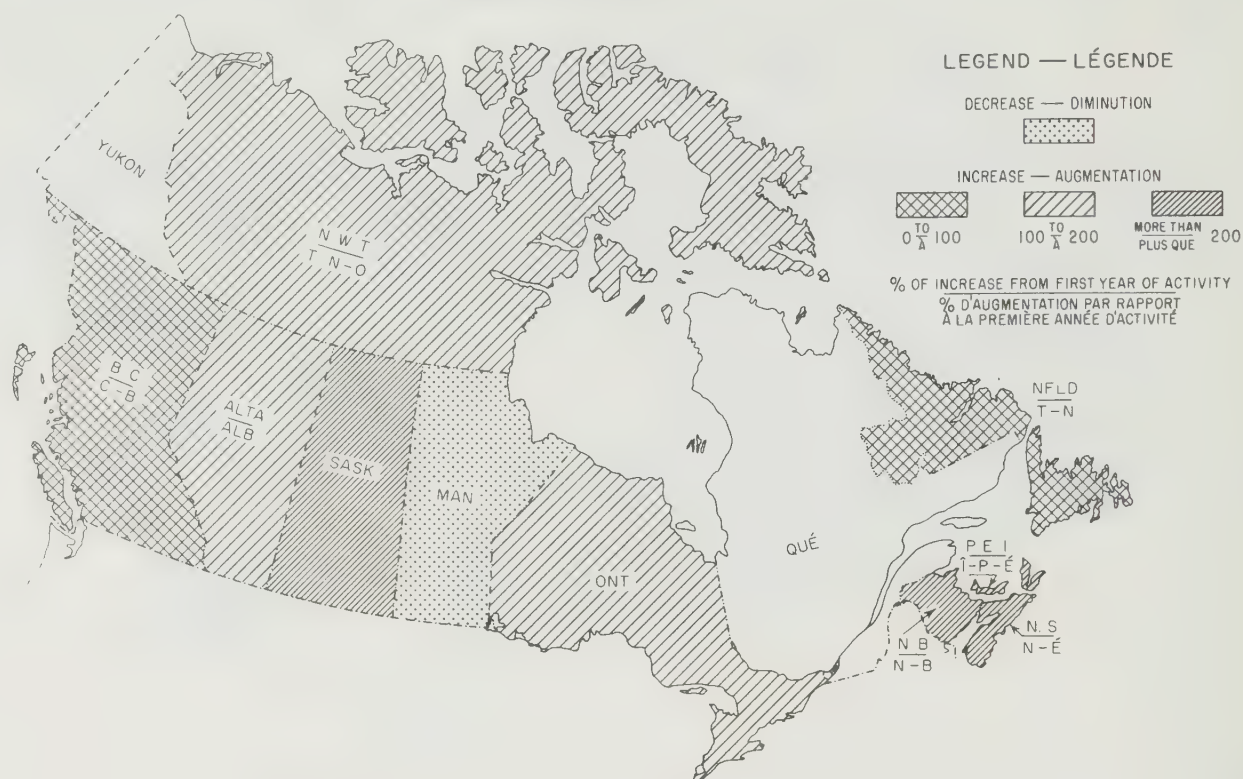 LEGEND — LÉGENDE
DECREASE — DIMINUTION
INCREASE — AUGMENTATION
0 TO/À 100
100 TO/À 200
MORE THAN/PLUS QUE 200
% OF INCREASE FROM FIRST YEAR OF ACTIVITY
% D'AUGMENTATION PAR RAPPORT
À LA PREMIÈRE ANNÉE D'ACTIVITÉ
YUKON
N W T
T N-O
B C
C-B
ALTA
ALB
SASK
MAN
ONT
QUÉ
NFLD
T-N
P E I
Î-P-É
N B
N-B
N.S
N-É